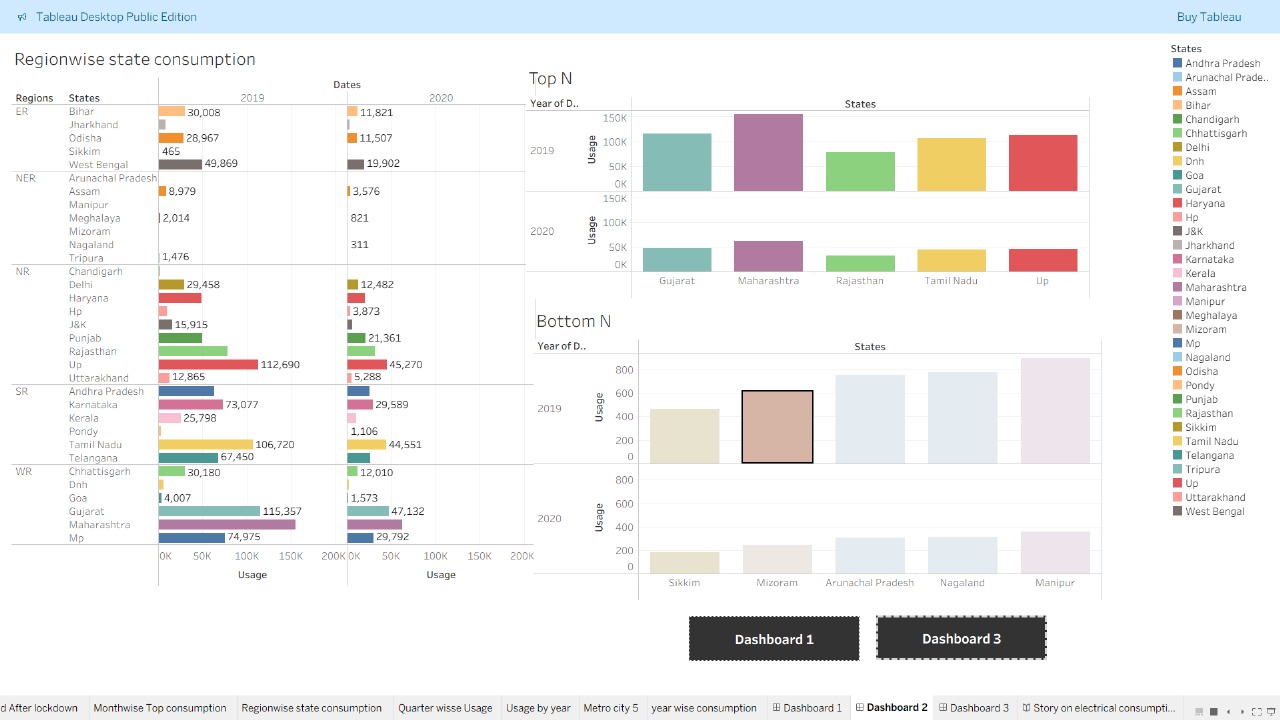 Tableau Desktop Public Edition
Buy Tableau
Regionwise state consumption
Dates
Regions States 2019 2020
ER Bihar 30,008 11,821
Jharkhand
Odisha 28,967 11,507
Sikkim 465
West Bengal 49,869 19,902
NER Arunachal Pradesh
Assam 8,979 3,576
Manipur
Meghalaya 2,014 821
Mizoram
Nagaland 311
Tripura 1,476
NR Chandigarh
Delhi 29,458 12,482
Haryana
Hp 3,873
J&K 15,915
Punjab 21,361
Rajasthan
Up 112,690 45,270
Uttarakhand 12,865 5,288
SR Andhra Pradesh
Karnataka 73,077 29,589
Kerala 25,798
Pondy 1,106
Tamil Nadu 106,720 44,551
Telangana 67,450
WR Chhattisgarh 30,180 12,010
Dnh
Goa 4,007 1,573
Gujarat 115,357 47,132
Maharashtra
Mp 74,975 29,792
0K 50K 100K 150K 200K 0K 50K 100K 150K 200K
Usage Usage
Top N
Year of D.. States
2019 Usage 150K 100K 50K 0K
2020 Usage 150K 100K 50K 0K
Gujarat Maharashtra Rajasthan Tamil Nadu Up
Bottom N
Year of D.. States
2019 Usage 800 600 400 200 0
2020 Usage 800 600 400 200 0
Sikkim Mizoram Arunachal Pradesh Nagaland Manipur
Dashboard 1 Dashboard 3
States
Andhra Pradesh
Arunachal Prade..
Assam
Bihar
Chandigarh
Chhattisgarh
Delhi
Dnh
Goa
Gujarat
Haryana
Hp
J&K
Jharkhand
Karnataka
Kerala
Maharashtra
Manipur
Meghalaya
Mizoram
Mp
Nagaland
Odisha
Pondy
Punjab
Rajasthan
Sikkim
Tamil Nadu
Telangana
Tripura
Up
Uttarakhand
West Bengal
d After lockdown Monthwise Top consumption Regionwise state consumption Quarter wisse Usage Usage by year Metro city 5 year wise consumption Dashboard 1 Dashboard 2 Dashboard 3 Story on electrical consumpti...